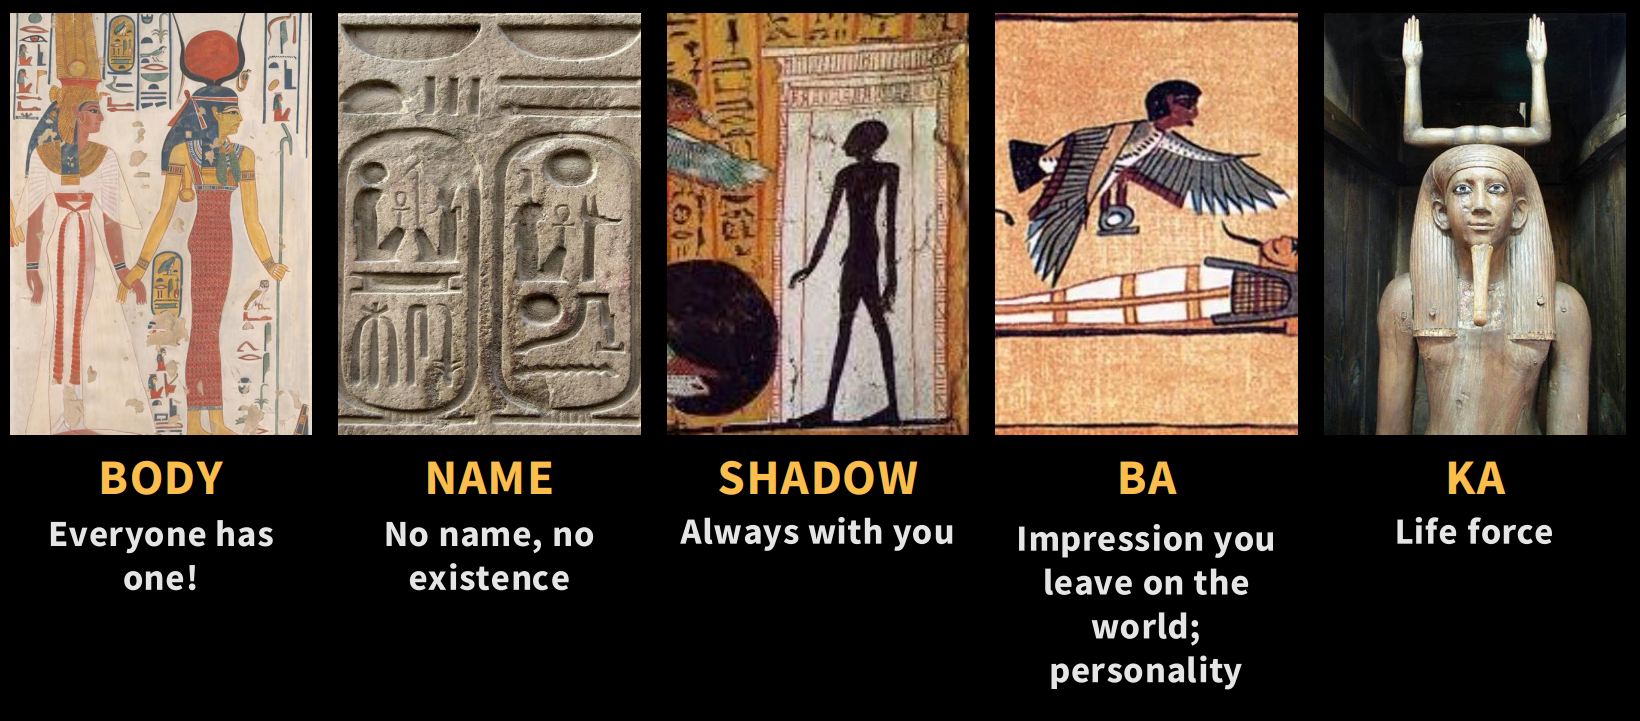 BODY
Everyone has
one!
NAME
No name, no
existence
SHADOW
Always with you
BA
Impression you
leave on the
world;
personality
KA
Life force